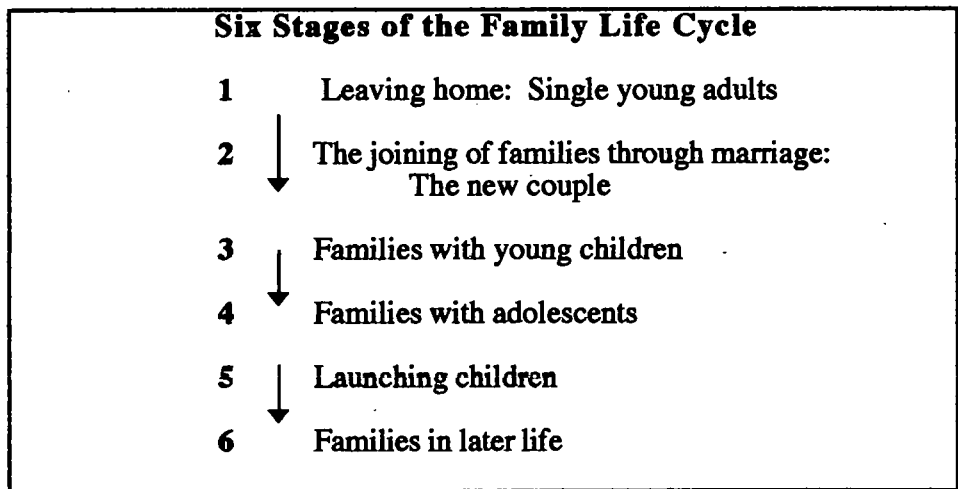 Six Stages of the Family Life Cycle
1 Leaving home: Single young adults
2 The joining of families through marriage:
The new couple
3 Families with young children
4 Families with adolescents
5 Launching children
6 Families in later life